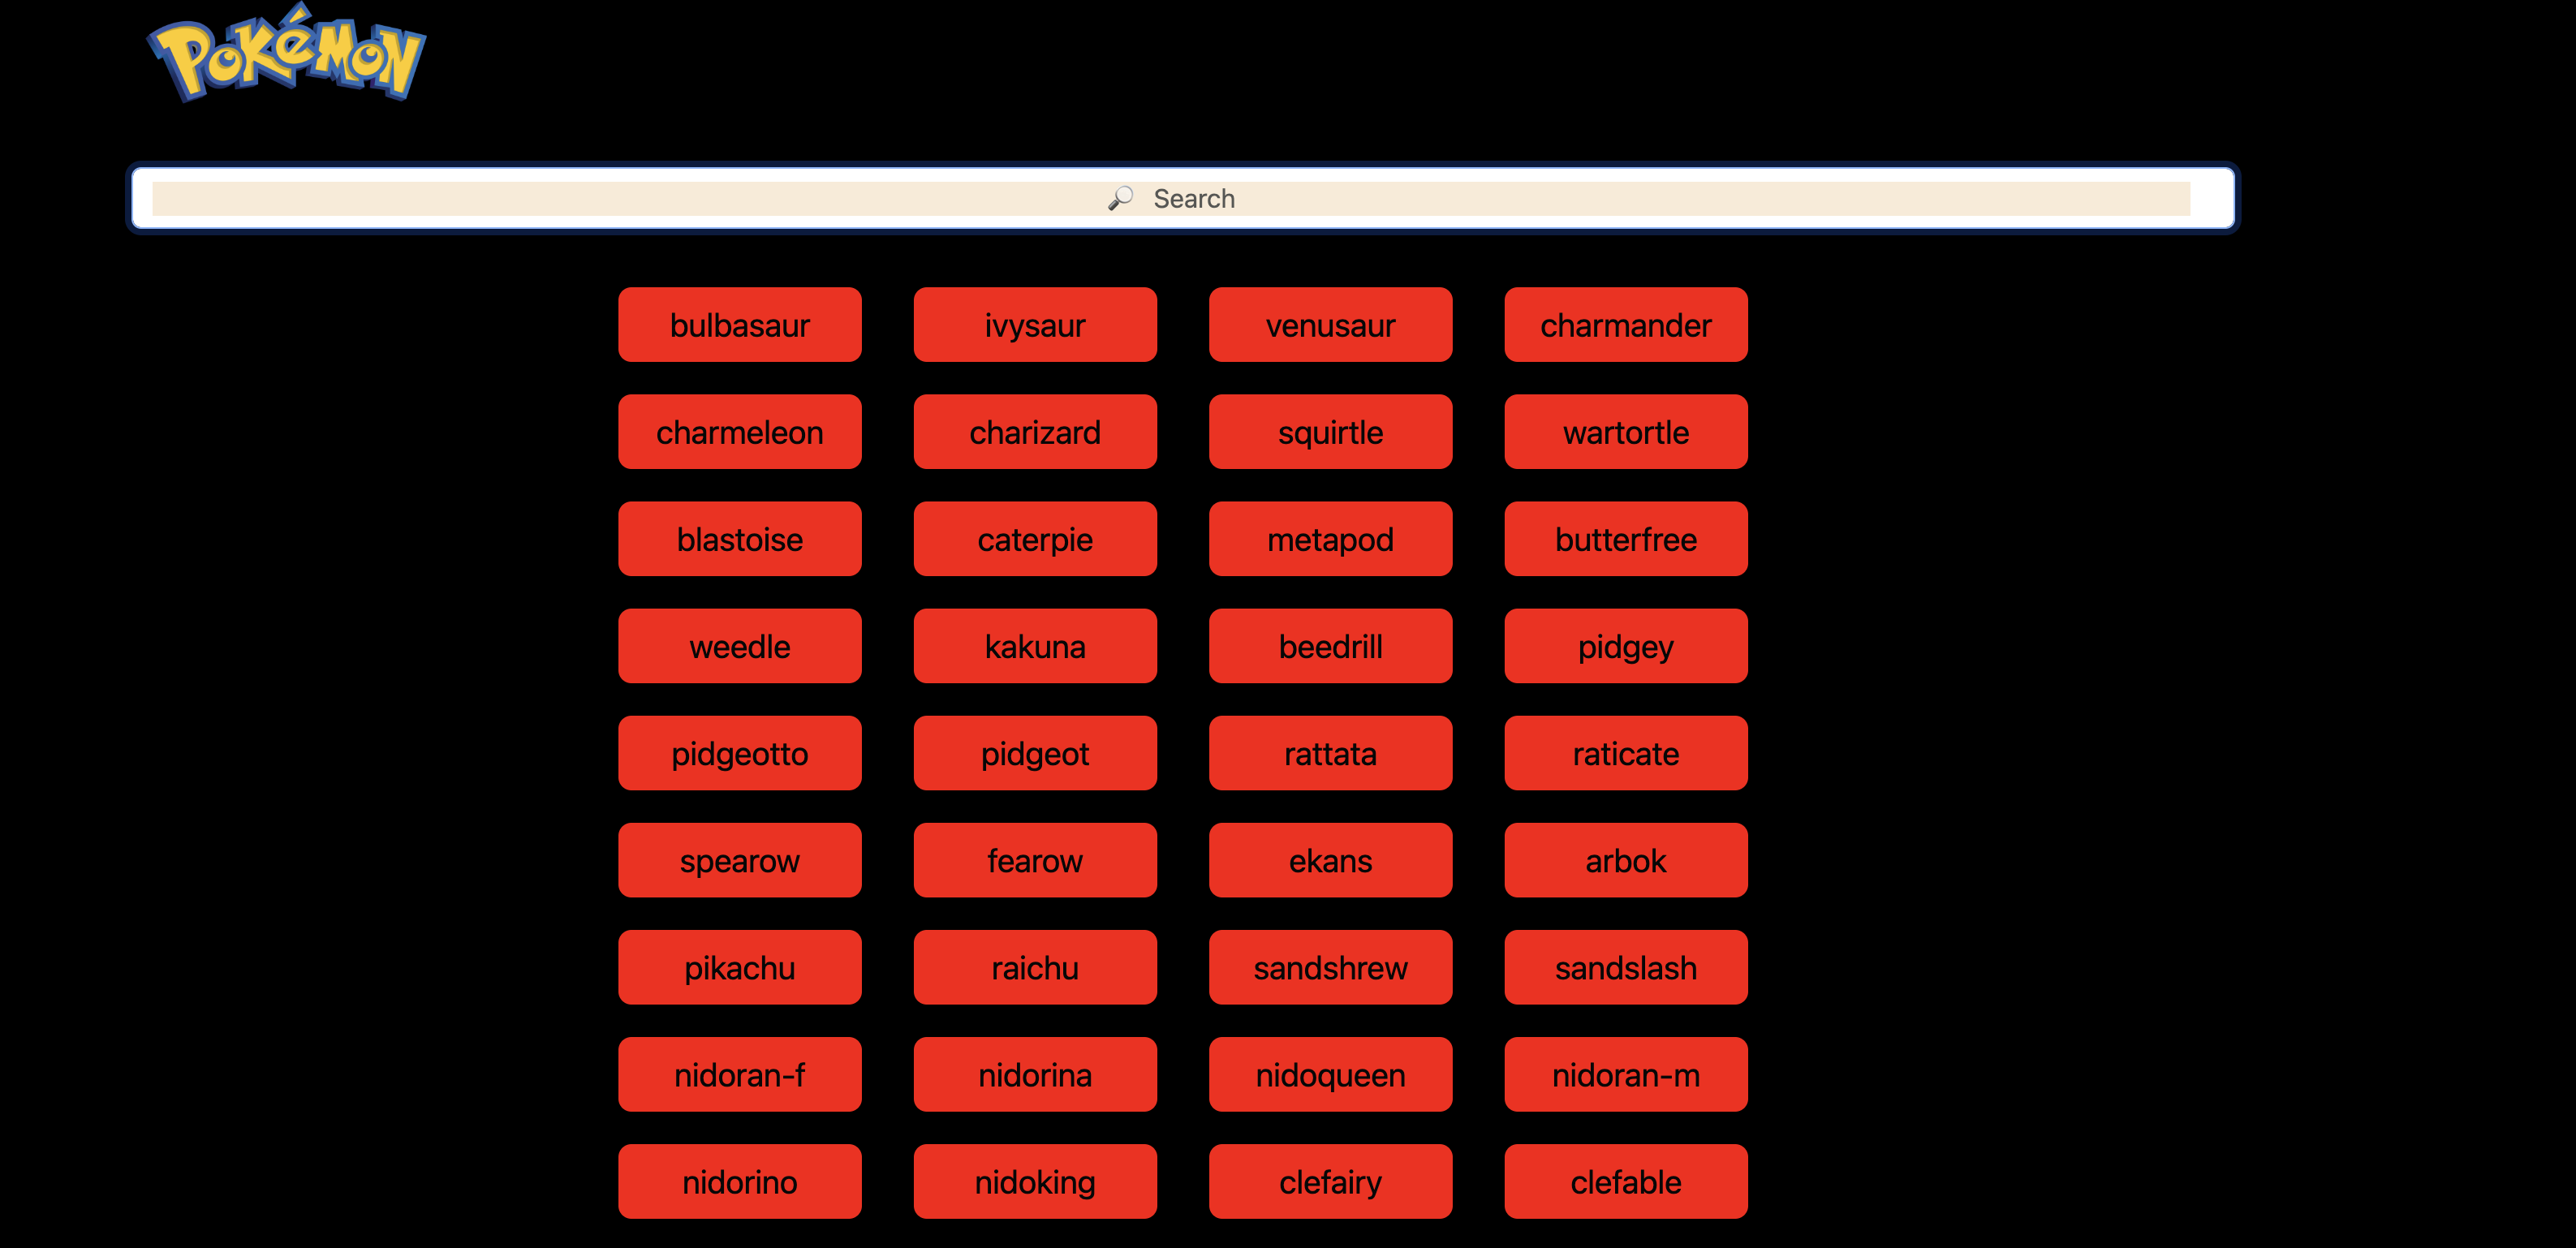 Pokémon
🔎 Search
bulbasaur ivysaur venusaur charmander
charmeleon charizard squirtle wartortle
blastoise caterpie metapod butterfree
weedle kakuna beedrill pidgey
pidgeotto pidgeot rattata raticate
spearow fearow ekans arbok
pikachu raichu sandshrew sandslash
nidoran-f nidorina nidoqueen nidoran-m
nidorino nidoking clefairy clefable